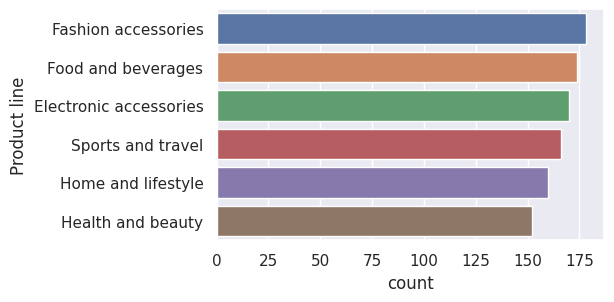 Product line
Fashion accessories
Food and beverages
Electronic accessories
Sports and travel
Home and lifestyle
Health and beauty
0 25 50 75 100 125 150 175
count